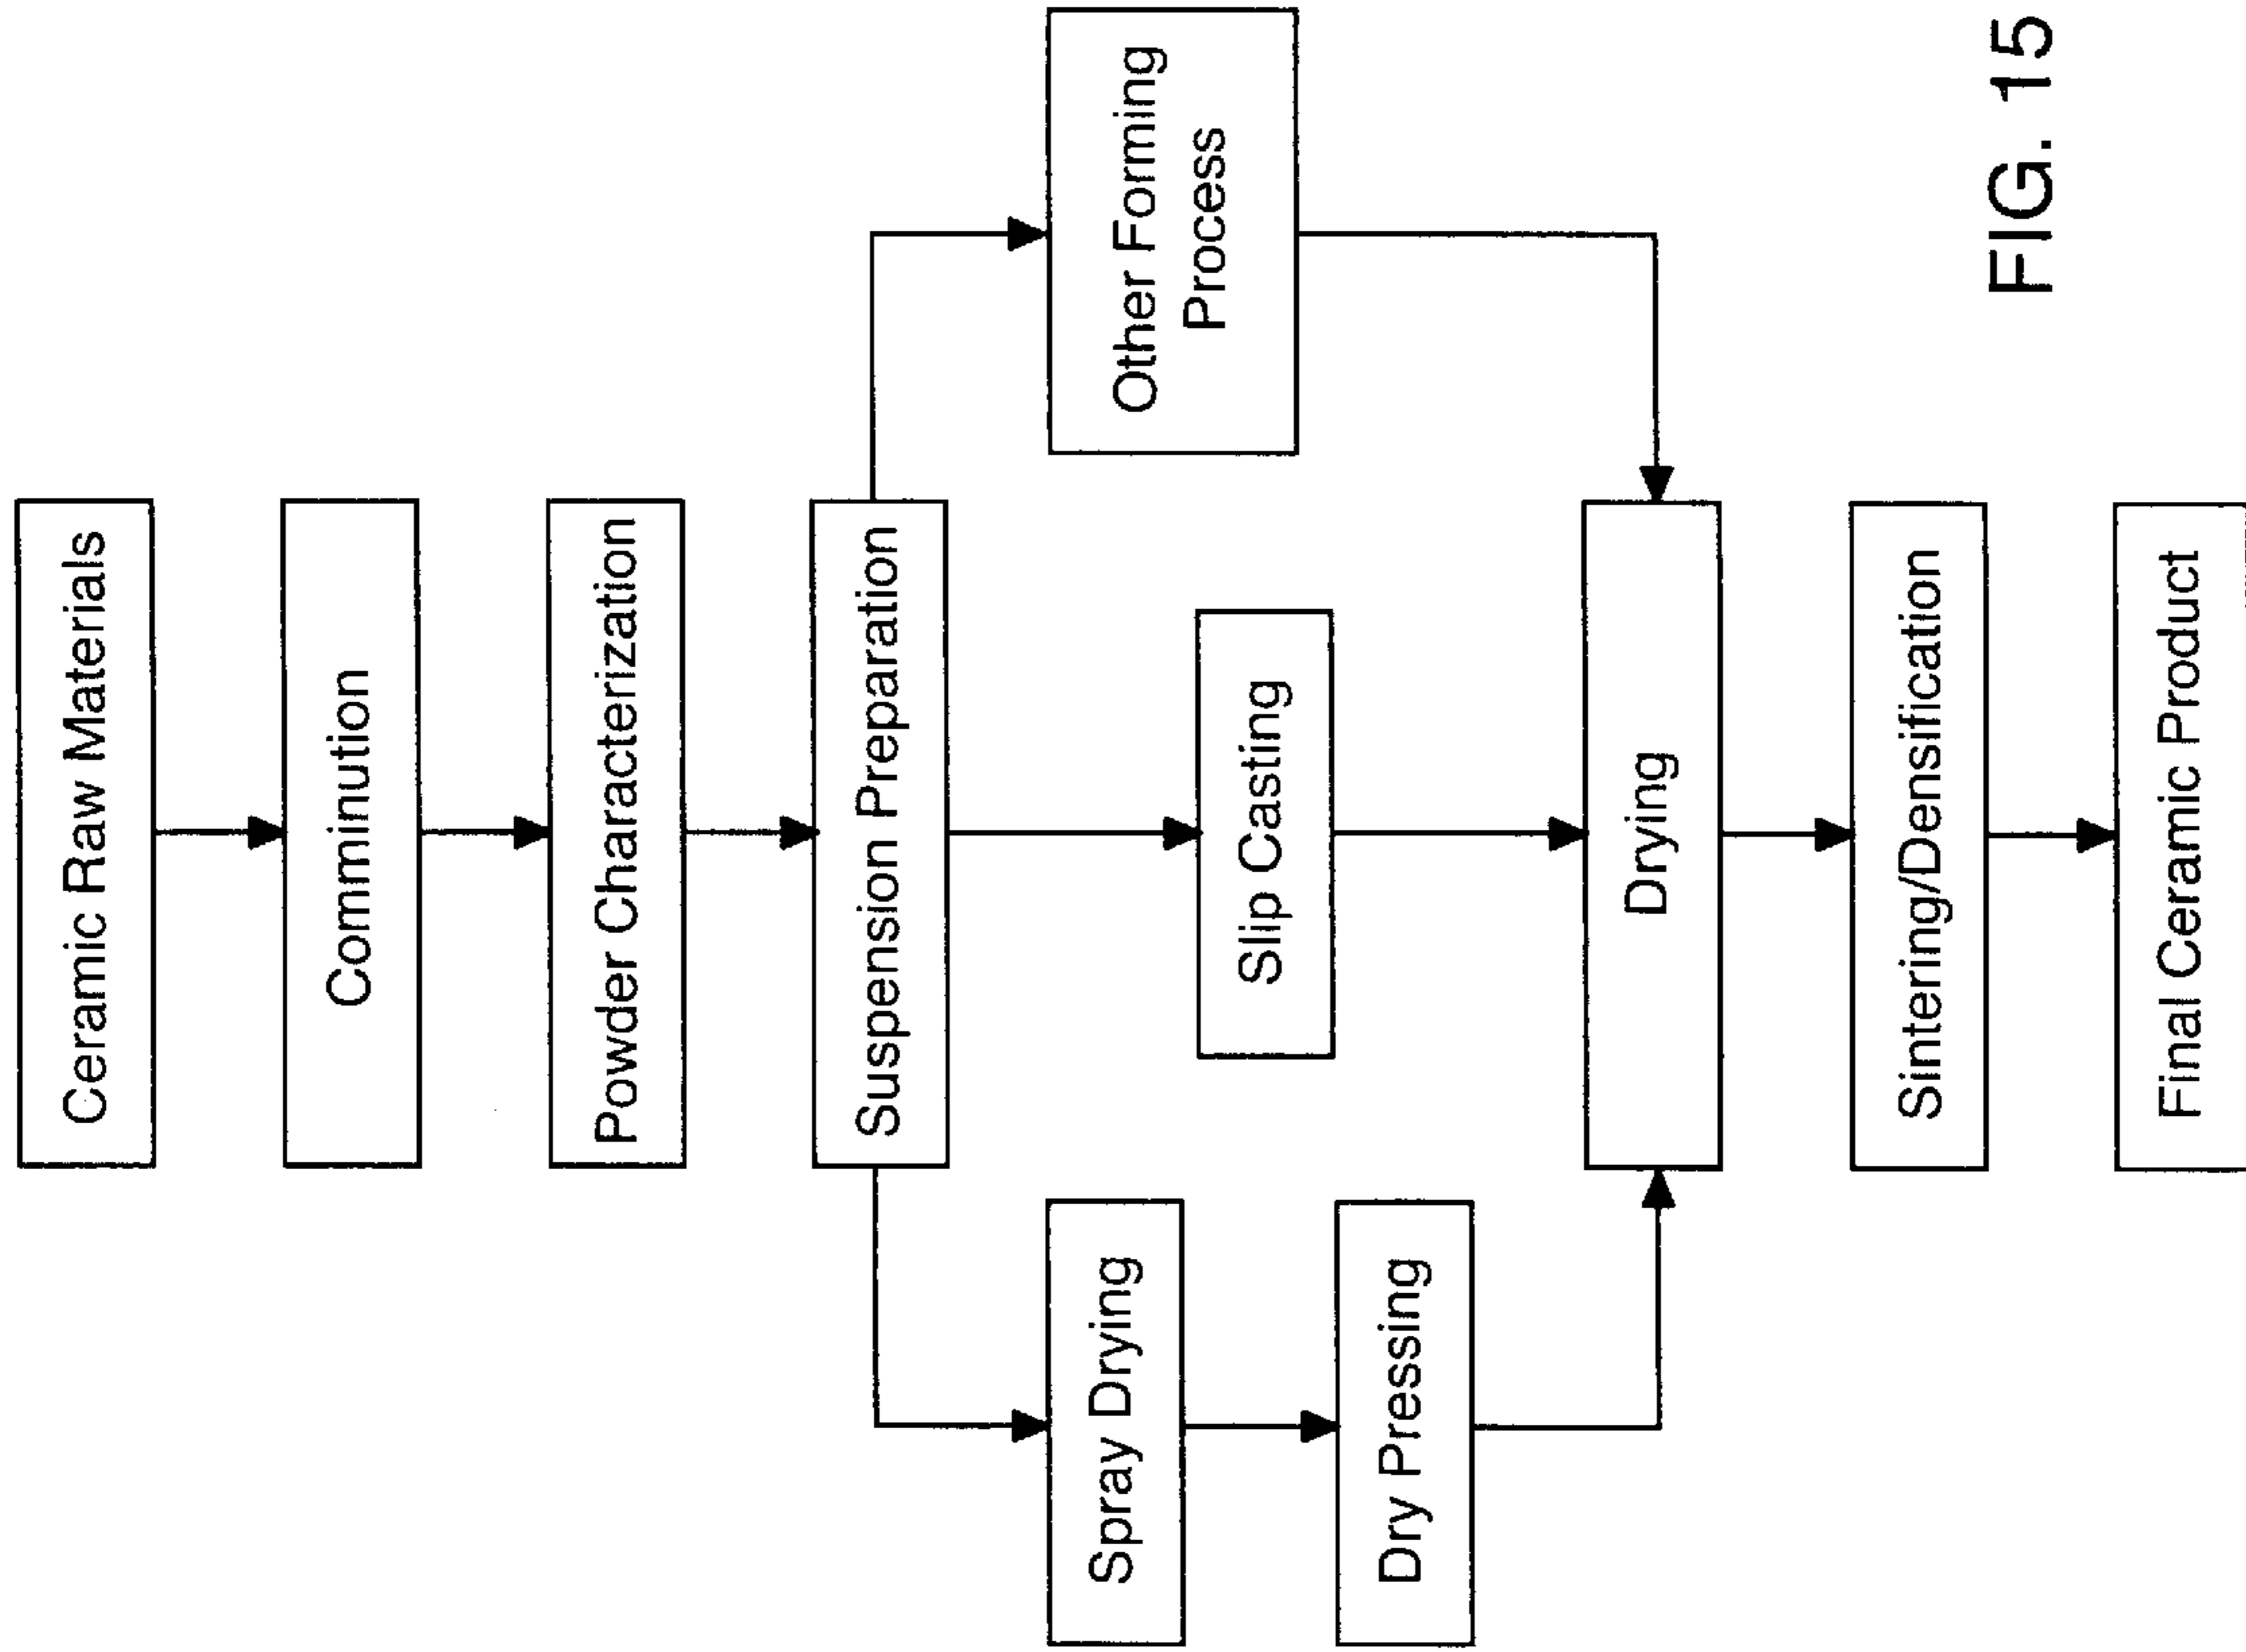 Ceramic Raw Materials
Comminution
Powder Characterization
Suspension Preparation
Spray Drying
Dry Pressing
Slip Casting
Other Forming
Process
Drying
Sintering/Densification
Final Ceramic Product
FIG. 15